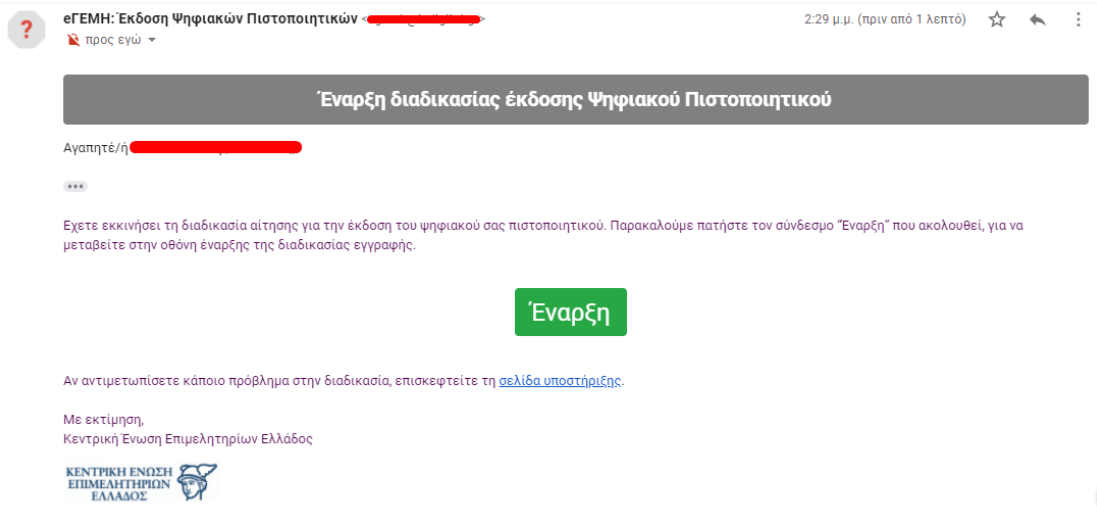 eΓΕΜΗ: Έκδοση Ψηφιακών Πιστοποιητικών
2:29 μ.μ. (πριν από 1 λεπτό)
προς εγώ
Έναρξη διαδικασίας έκδοσης Ψηφιακού Πιστοποιητικού
Αγαπητέ/ή
Εχετε εκκινήσει τη διαδικασία αίτησης για την έκδοση του ψηφιακού σας πιστοποιητικού. Παρακαλούμε πατήστε τον σύνδεσμο “Έναρξη” που ακολουθεί, για να
μεταβείτε στην οθόνη έναρξης της διαδικασίας εγγραφής.
Έναρξη
Αν αντιμετωπίσετε κάποιο πρόβλημα στην διαδικασία, επισκεφτείτε τη σελίδα υποστήριξης.
Με εκτίμηση,
Κεντρική Ένωση Επιμελητηρίων Ελλάδος
ΚΕΝΤΡΙΚΗ ΕΝΩΣΗ
ΕΠΙΜΕΛΗΤΗΡΙΩΝ
ΕΛΛΑΔΟΣ